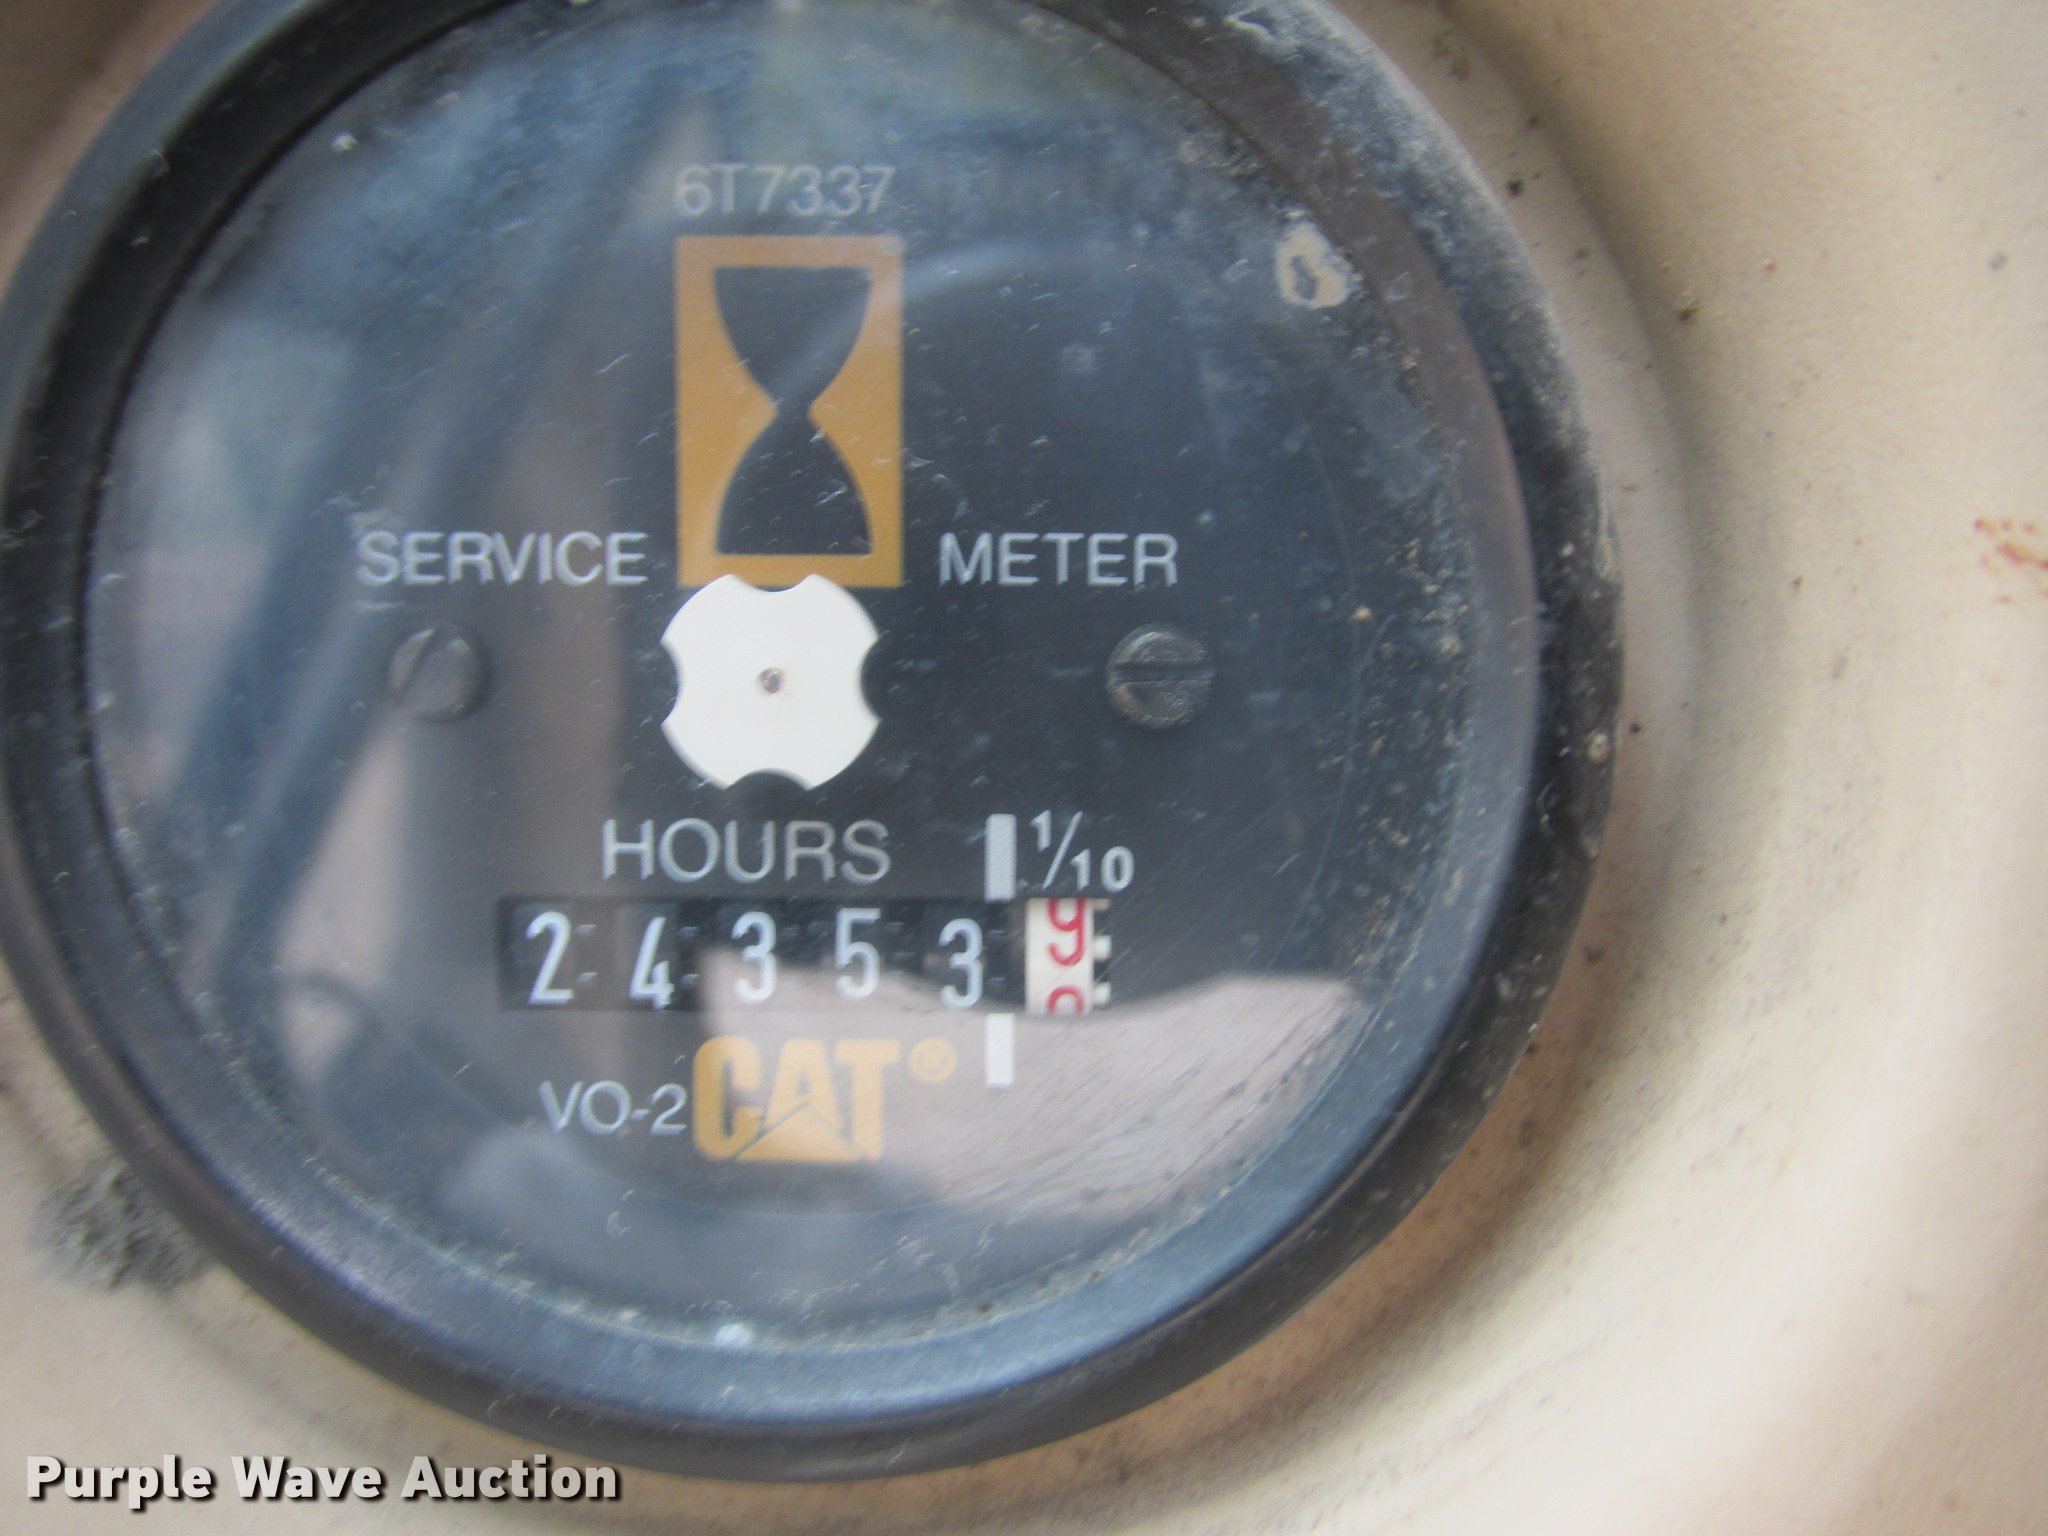 6T7337
SERVICE METER
HOURS 1/10
2 4 3 5 3 9
VO-2 CAT®
Purple Wave Auction